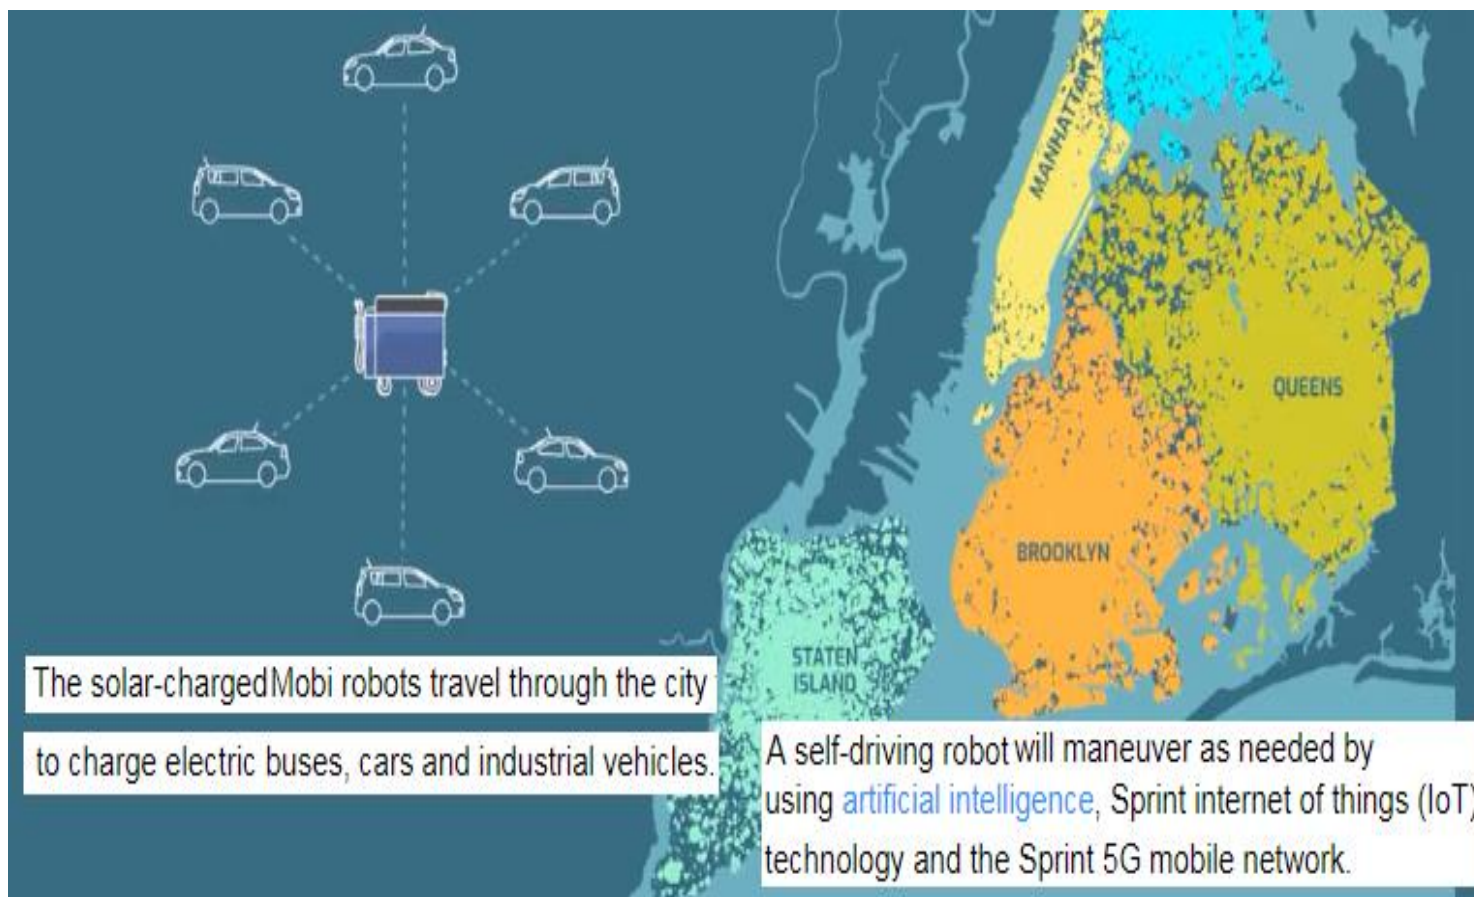 MANHATTAN
QUEENS
BROOKLYN
STATEN
ISLAND
The solar-charged Mobi robots travel through the city
to charge electric buses, cars and industrial vehicles.
A self-driving robot will maneuver as needed by
using artificial intelligence, Sprint internet of things (IoT)
technology and the Sprint 5G mobile network.